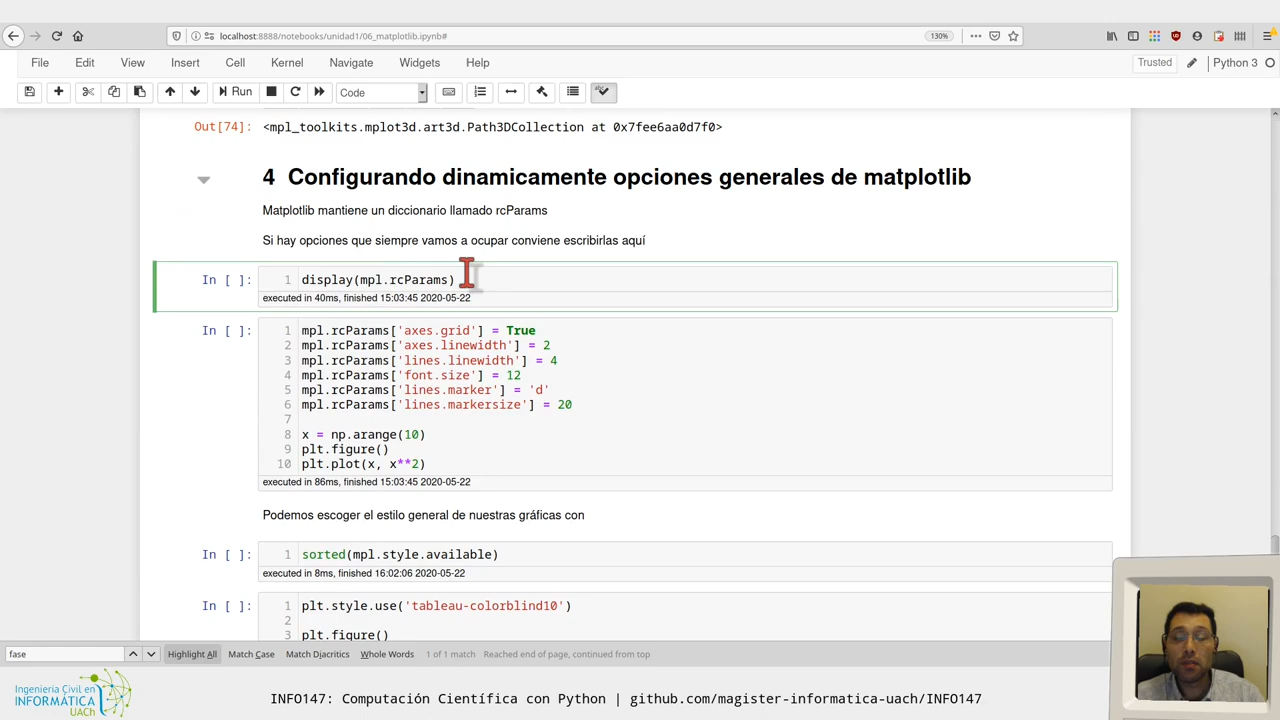 localhost:8888/notebooks/unidad1/06_matplotlib.ipynb#
130%
File Edit View Insert Cell Kernel Navigate Widgets Help
Trusted
Python 3
Run
Code
Out[74]: <mpl_toolkits.mplot3d.art3d.Path3DCollection at 0x7fee6aa0d7f0>
4 Configurando dinamicamente opciones generales de matplotlib
Matplotlib mantiene un diccionario llamado rcParams
Si hay opciones que siempre vamos a ocupar conviene escribirlas aquí
In [ ]: 1 display(mpl.rcParams)
executed in 40ms, finished 15:03:45 2020-05-22
In [ ]: 1 mpl.rcParams['axes.grid'] = True
2 mpl.rcParams['axes.linewidth'] = 2
3 mpl.rcParams['lines.linewidth'] = 4
4 mpl.rcParams['font.size'] = 12
5 mpl.rcParams['lines.marker'] = 'd'
6 mpl.rcParams['lines.markersize'] = 20
7
8 x = np.arange(10)
9 plt.figure()
10 plt.plot(x, x**2)
executed in 86ms, finished 15:03:45 2020-05-22
Podemos escoger el estilo general de nuestras gráficas con
In [ ]: 1 sorted(mpl.style.available)
executed in 8ms, finished 16:02:06 2020-05-22
In [ ]: 1 plt.style.use('tableau-colorblind10')
2
3 plt.figure()
fase
Highlight All Match Case Match Diacritics Whole Words 1 of 1 match Reached end of page, continued from top
Ingeniería Civil en
INFORMÁTICA
UACh
INFO147: Computación Científica con Python | github.com/magister-informatica-uach/INFO147